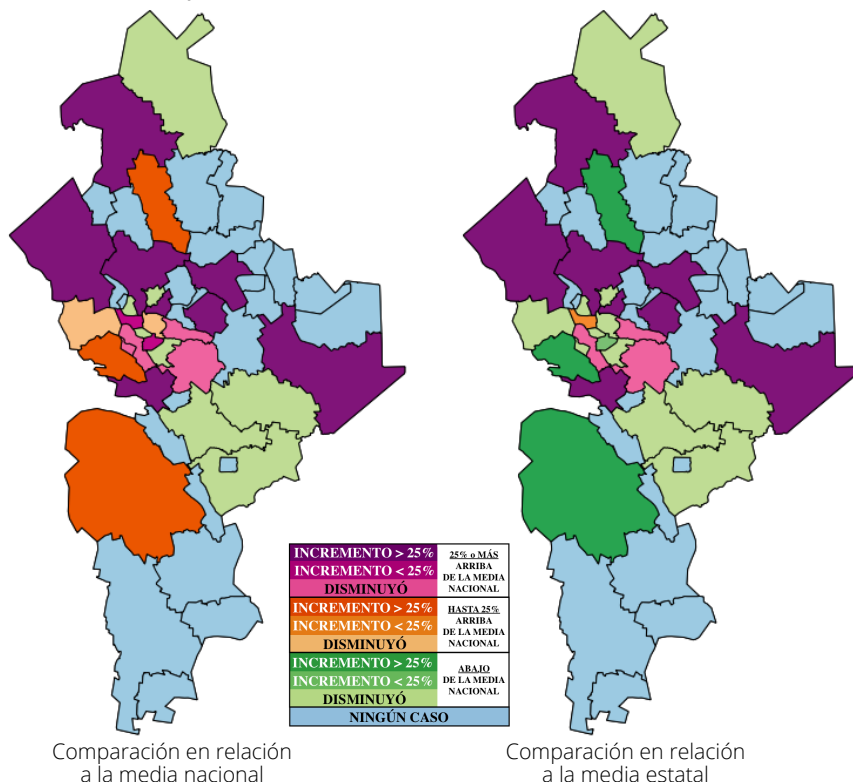 INCREMENTO > 25%
INCREMENTO < 25%
DISMINUYÓ
25% o MÁS
ARRIBA
DE LA MEDIA
NACIONAL
INCREMENTO > 25%
INCREMENTO < 25%
DISMINUYÓ
HASTA 25%
ARRIBA
DE LA MEDIA
NACIONAL
INCREMENTO > 25%
INCREMENTO < 25%
DISMINUYÓ
ABAJO
DE LA MEDIA
NACIONAL
NINGÚN CASO
Comparación en relación
a la media nacional
Comparación en relación
a la media estatal